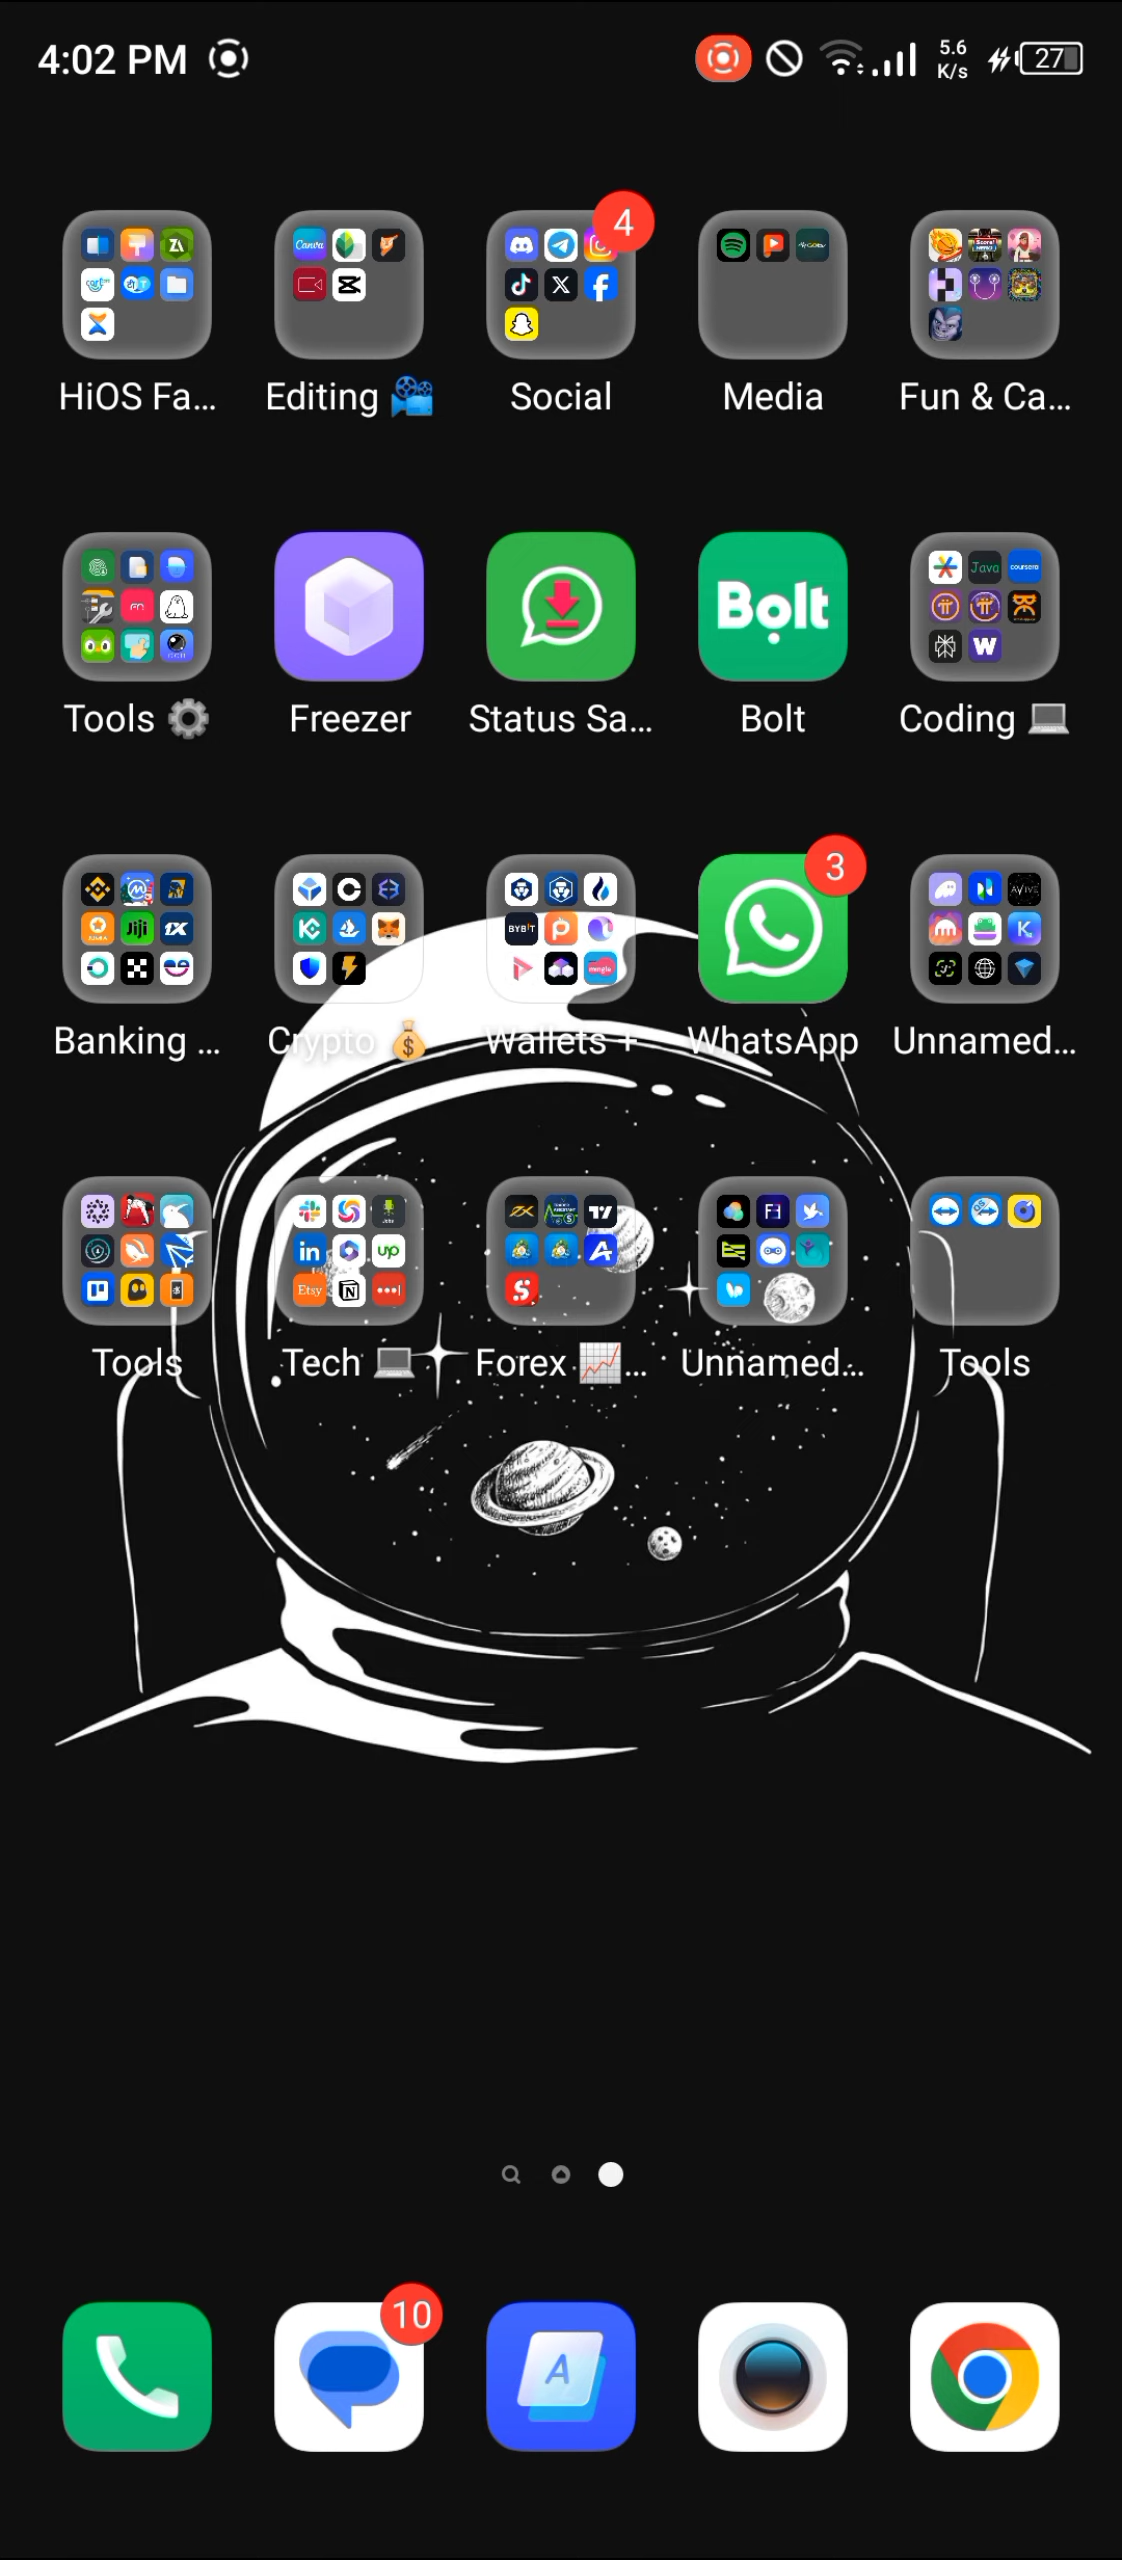 4:02 PM 5.6 K/s 27
4
HiOS Fa... Editing 🎥 Social Media Fun & Ca...
Bolt
Tools ⚙️ Freezer Status Sa... Bolt Coding 💻
3
Banking ... Crypto 💰 Wallets + WhatsApp Unnamed...
Tools Tech 💻 Forex 📈... Unnamed... Tools
10
A